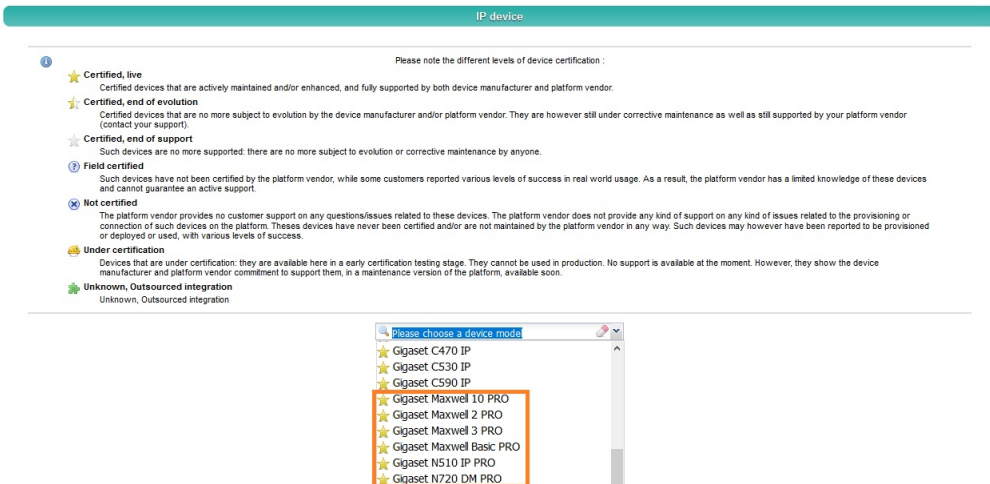 IP device
Please note the different levels of device certification :
Certified, live
Certified devices that are actively maintained and/or enhanced, and fully supported by both device manufacturer and platform vendor.
Certified, end of evolution
Certified devices that are no more subject to evolution by the device manufacturer and/or platform vendor. They are however still under corrective maintenance as well as still supported by your platform vendor
(contact your support).
Certified, end of support
Such devices are no more supported: there are no more subject to evolution or corrective maintenance by anyone.
Field certified
Such devices have not been certified by the platform vendor, while some customers reported various levels of success in real world usage. As a result, the platform vendor has a limited knowledge of these devices
and cannot guarantee an active support.
Not certified
The platform vendor provides no customer support on any questions/issues related to these devices. The platform vendor does not provide any kind of support on any kind of issues related to the provisioning or
connection of such devices on the platform. Theses devices have never been certified and/or are not maintained by the platform vendor in any way. Such devices may however have been reported to be provisioned
or deployed or used, with various levels of success.
Under certification
Devices that are under certification: they are available here in a early certification testing stage. They cannot be used in production. No support is available at the moment. However, they show the device
manufacturer and platform vendor commitment to support them, in a maintenance version of the platform, available soon.
Unknown, Outsourced integration
Unknown, Outsourced integration
Please choose a device model
Gigaset C470 IP
Gigaset C530 IP
Gigaset C590 IP
Gigaset Maxwell 10 PRO
Gigaset Maxwell 2 PRO
Gigaset Maxwell 3 PRO
Gigaset Maxwell Basic PRO
Gigaset N510 IP PRO
Gigaset N720 DM PRO